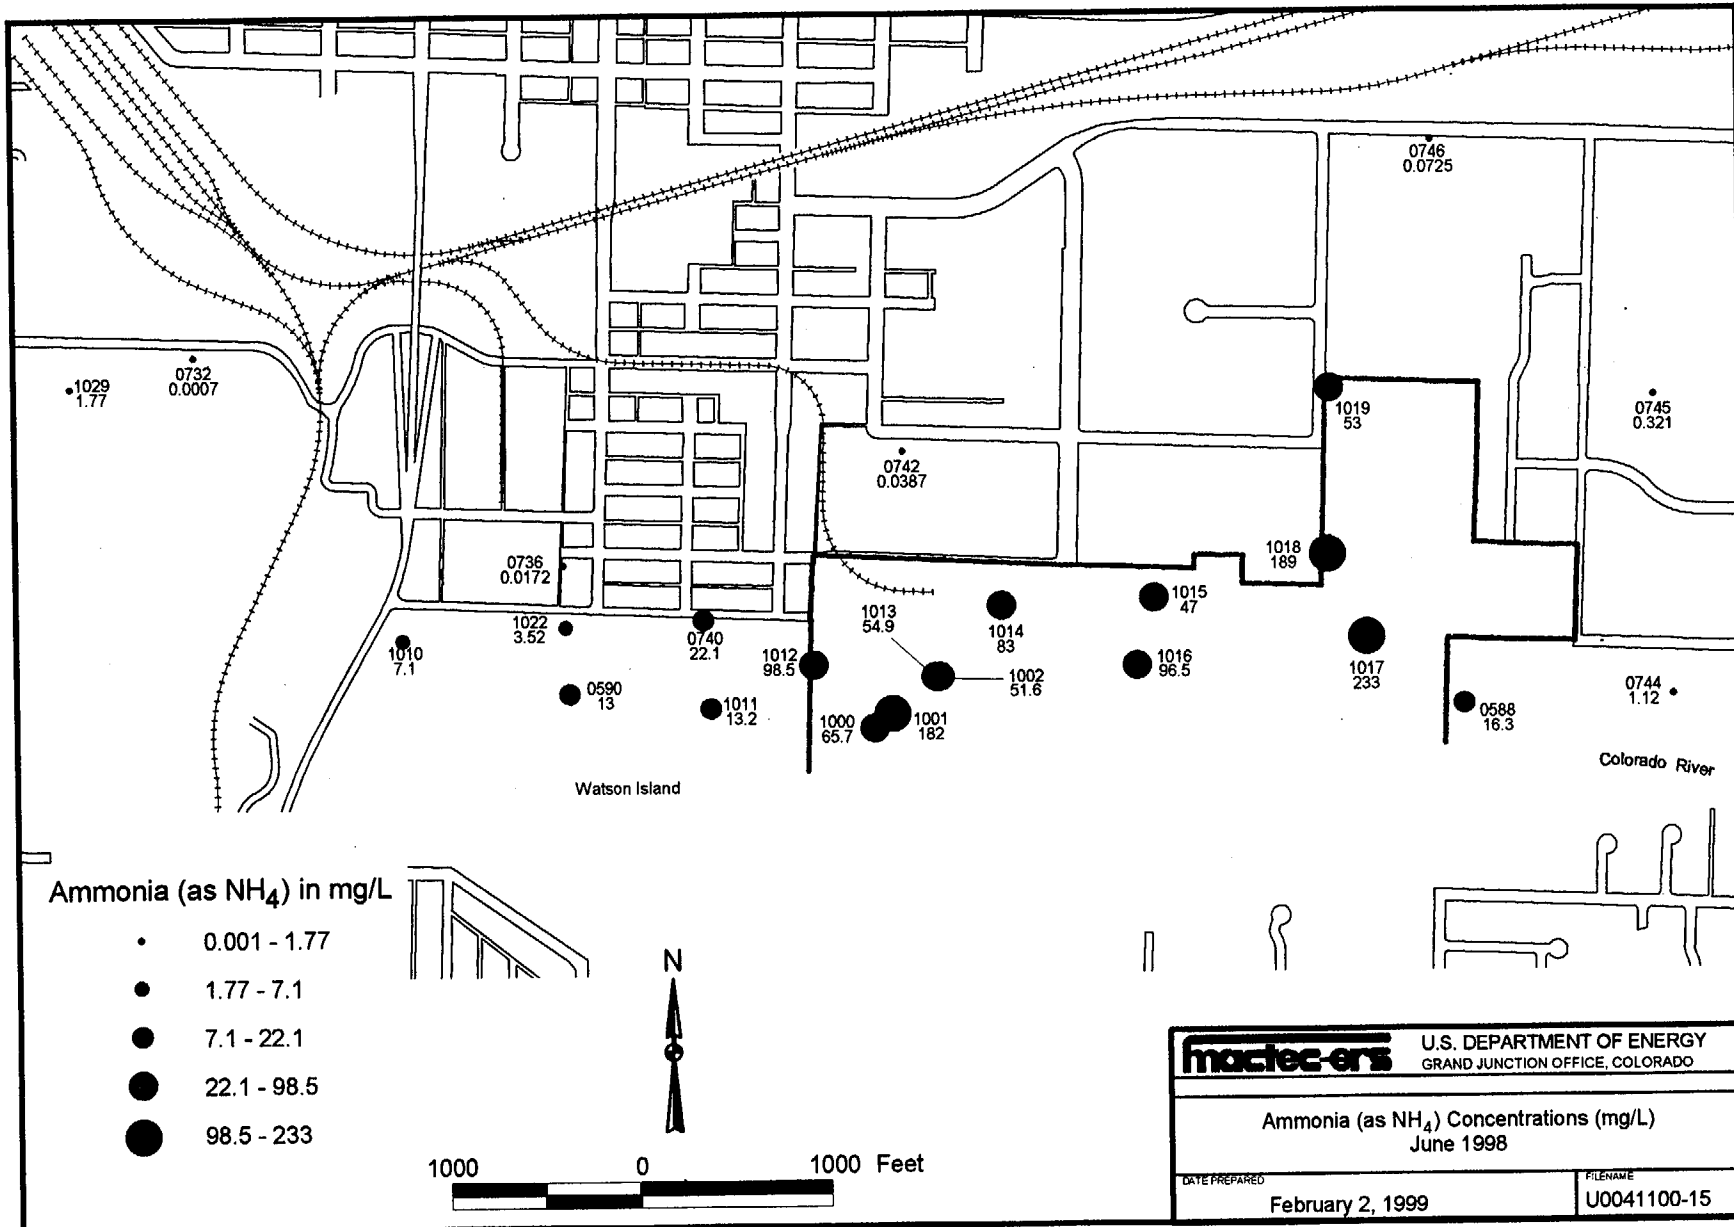 0746
0.0725
0732
0.0007
1029
1.77
1019
53
0745
0.321
0742
0.0387
0736
0.0172
1018
189
1015
47
1013
54.9
1014
83
1022
3.52
0740
22.1
1010
7.1
1012
98.5
1016
96.5
1017
233
1002
51.6
0590
13
1011
13.2
1000
65.7
1001
182
0588
16.3
0744
1.12
Colorado River
Watson Island
Ammonia (as NH4) in mg/L
0.001 - 1.77
1.77 - 7.1
7.1 - 22.1
22.1 - 98.5
98.5 - 233
N
1000 0 1000 Feet
mactec-ers
U.S. DEPARTMENT OF ENERGY
GRAND JUNCTION OFFICE, COLORADO
Ammonia (as NH4) Concentrations (mg/L)
June 1998
DATE PREPARED
February 2, 1999
FILENAME
U0041100-15